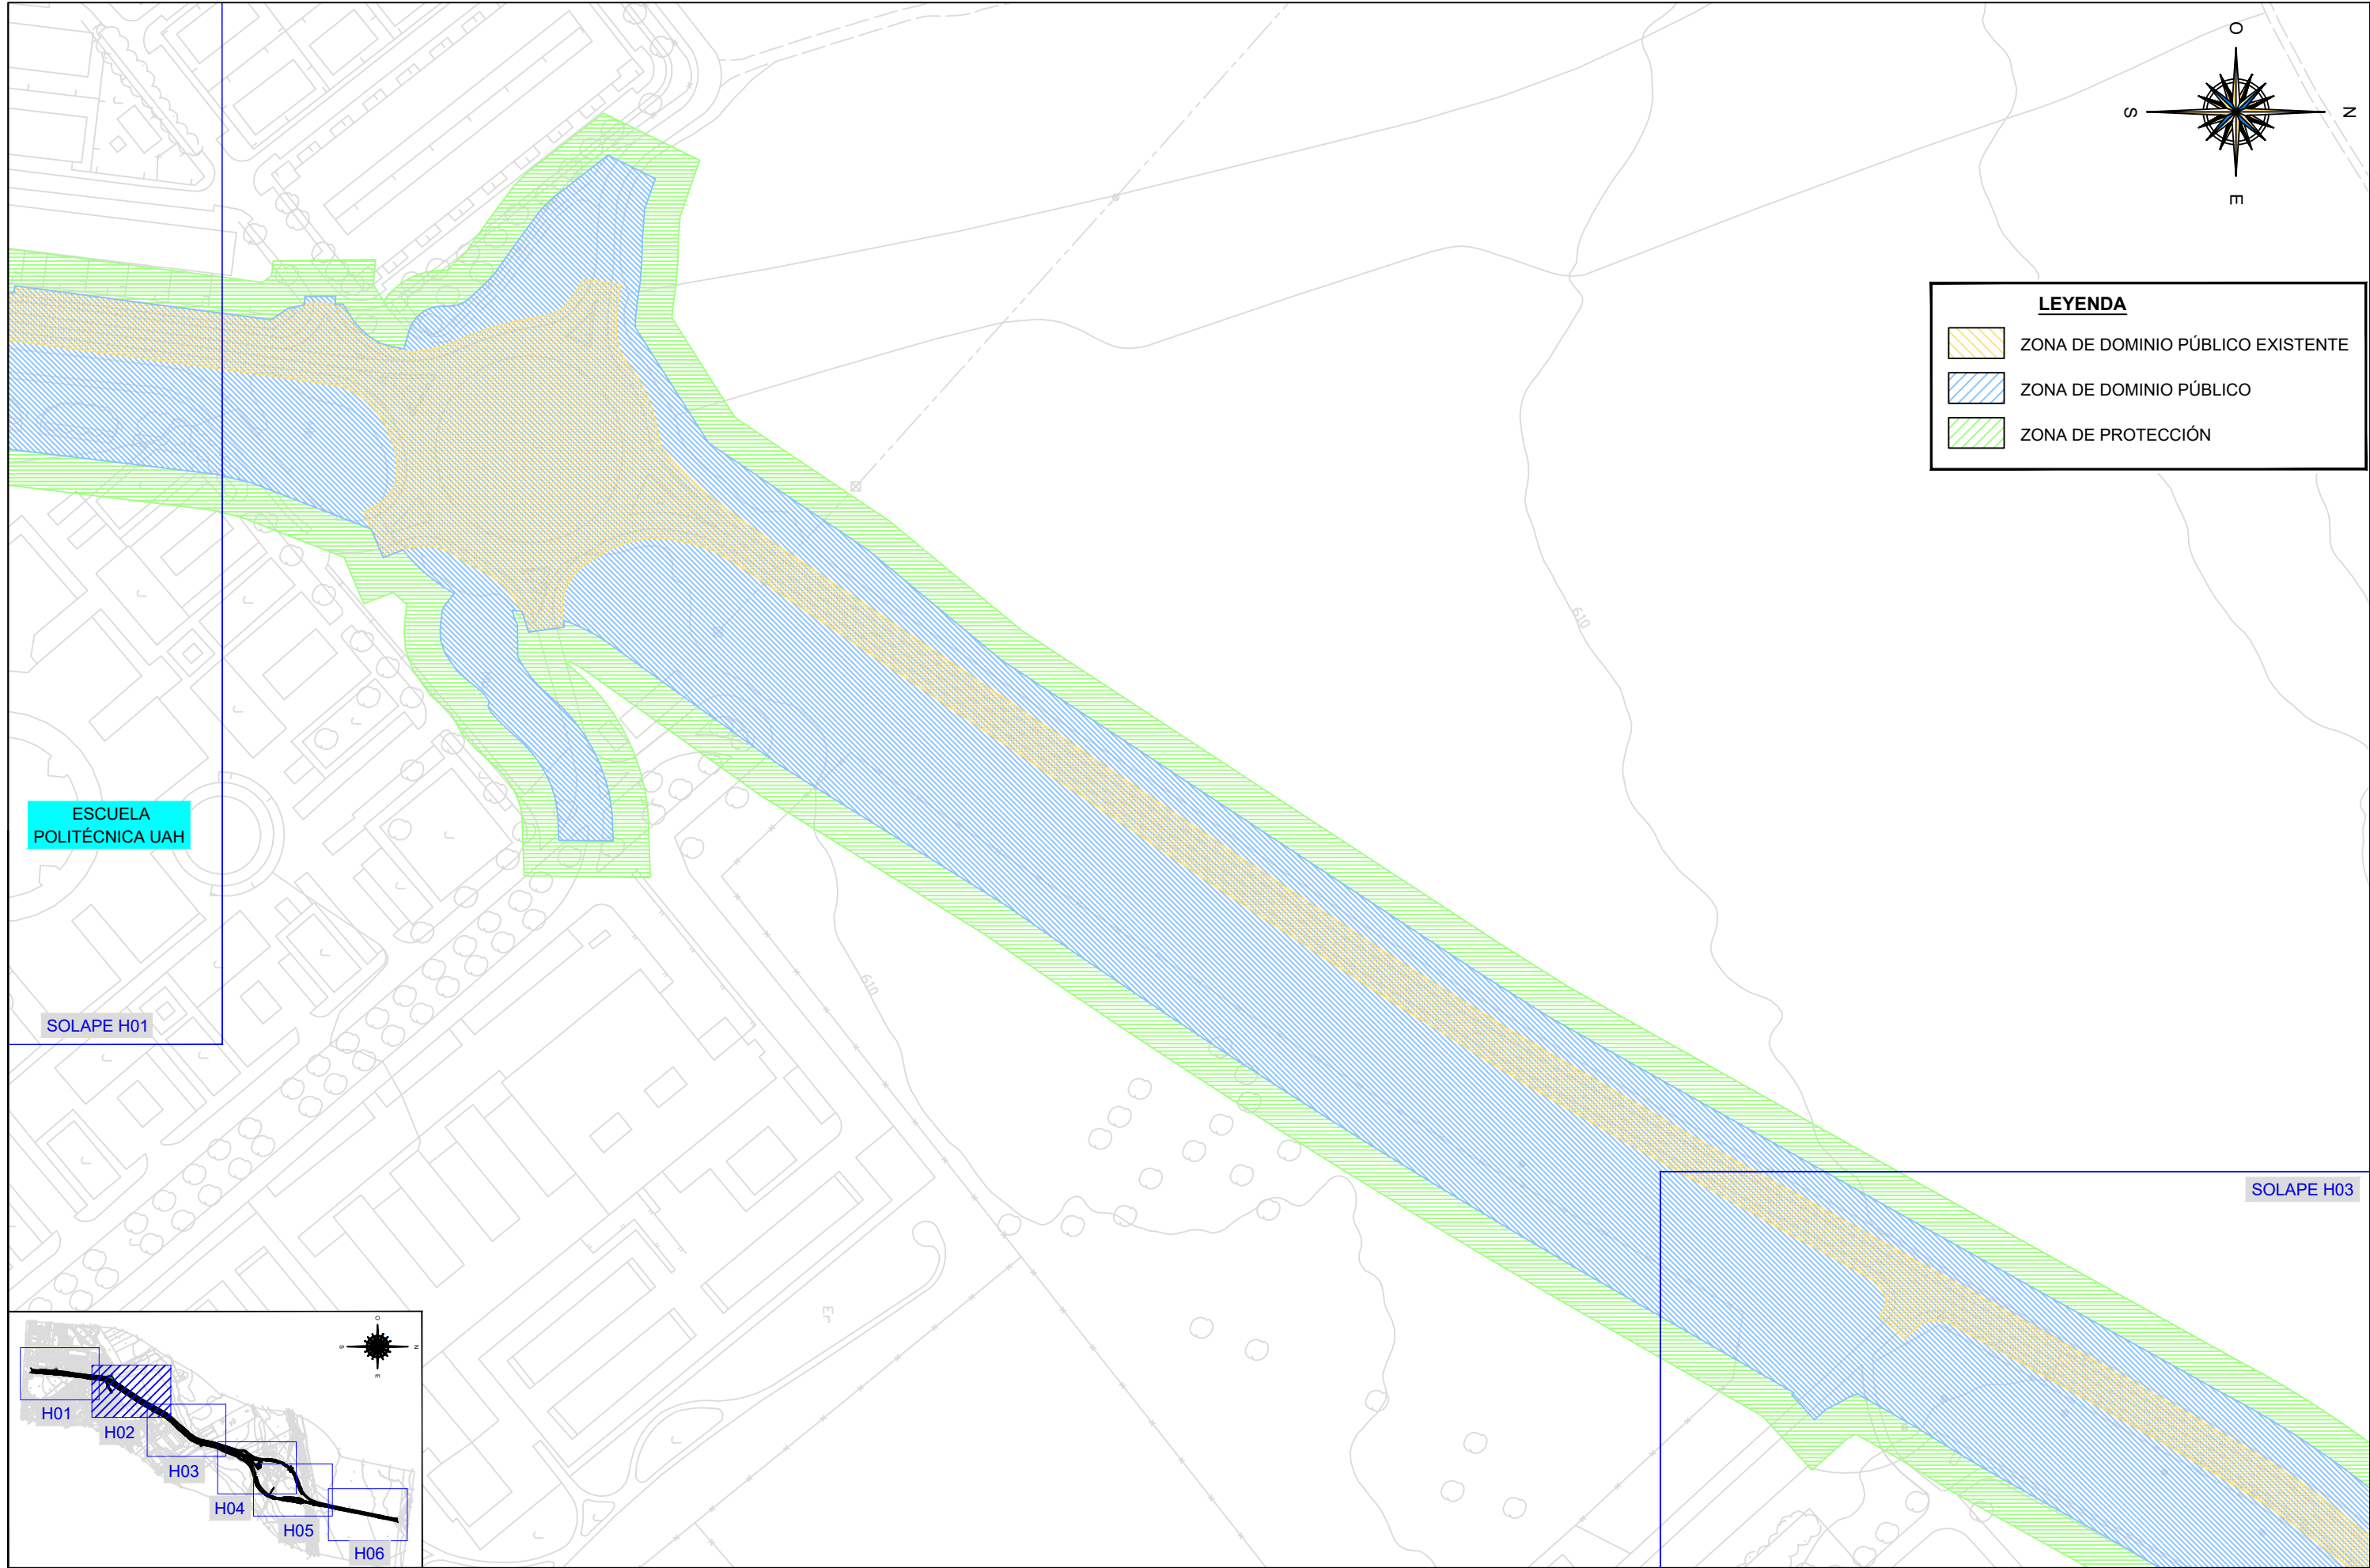 O
S
N
E
LEYENDA
ZONA DE DOMINIO PÚBLICO EXISTENTE
ZONA DE DOMINIO PÚBLICO
ZONA DE PROTECCIÓN
610
610
ESCUELA
POLITÉCNICA UAH
SOLAPE H01
SOLAPE H03
Er
O
S
N
E
H01
H02
H03
H04
H05
H06